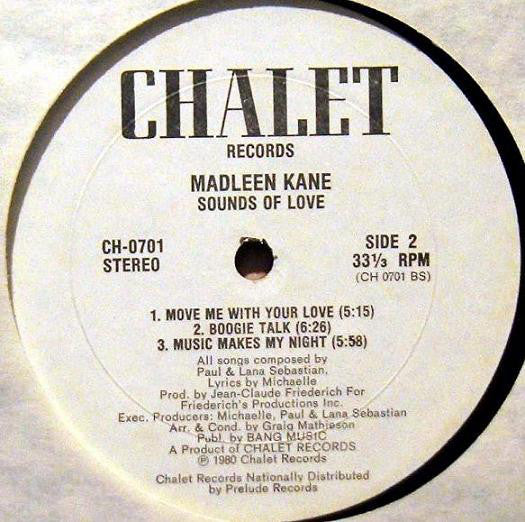 CHALET
RECORDS
MADLEEN KANE
SOUNDS OF LOVE
CH-0701
STEREO
SIDE 2
33⅓ RPM
(CH 0701 BS)
1. MOVE ME WITH YOUR LOVE (5:15)
2. BOOGIE TALK (6:26)
3. MUSIC MAKES MY NIGHT (5:58)
All songs composed by
Paul & Lana Sebastian,
Lyrics by Michaelle
Prod. by Jean-Claude Friederich For
Friederich's Productions Inc.
Exec. Producers: Michaelle, Paul & Lana Sebastian
Arr. & Cond. by Graig Mathieson
Publ. by BANG MUSIC
A Product of CHALET RECORDS
℗ 1980 Chalet Records
Chalet Records Nationally Distributed
by Prelude Records